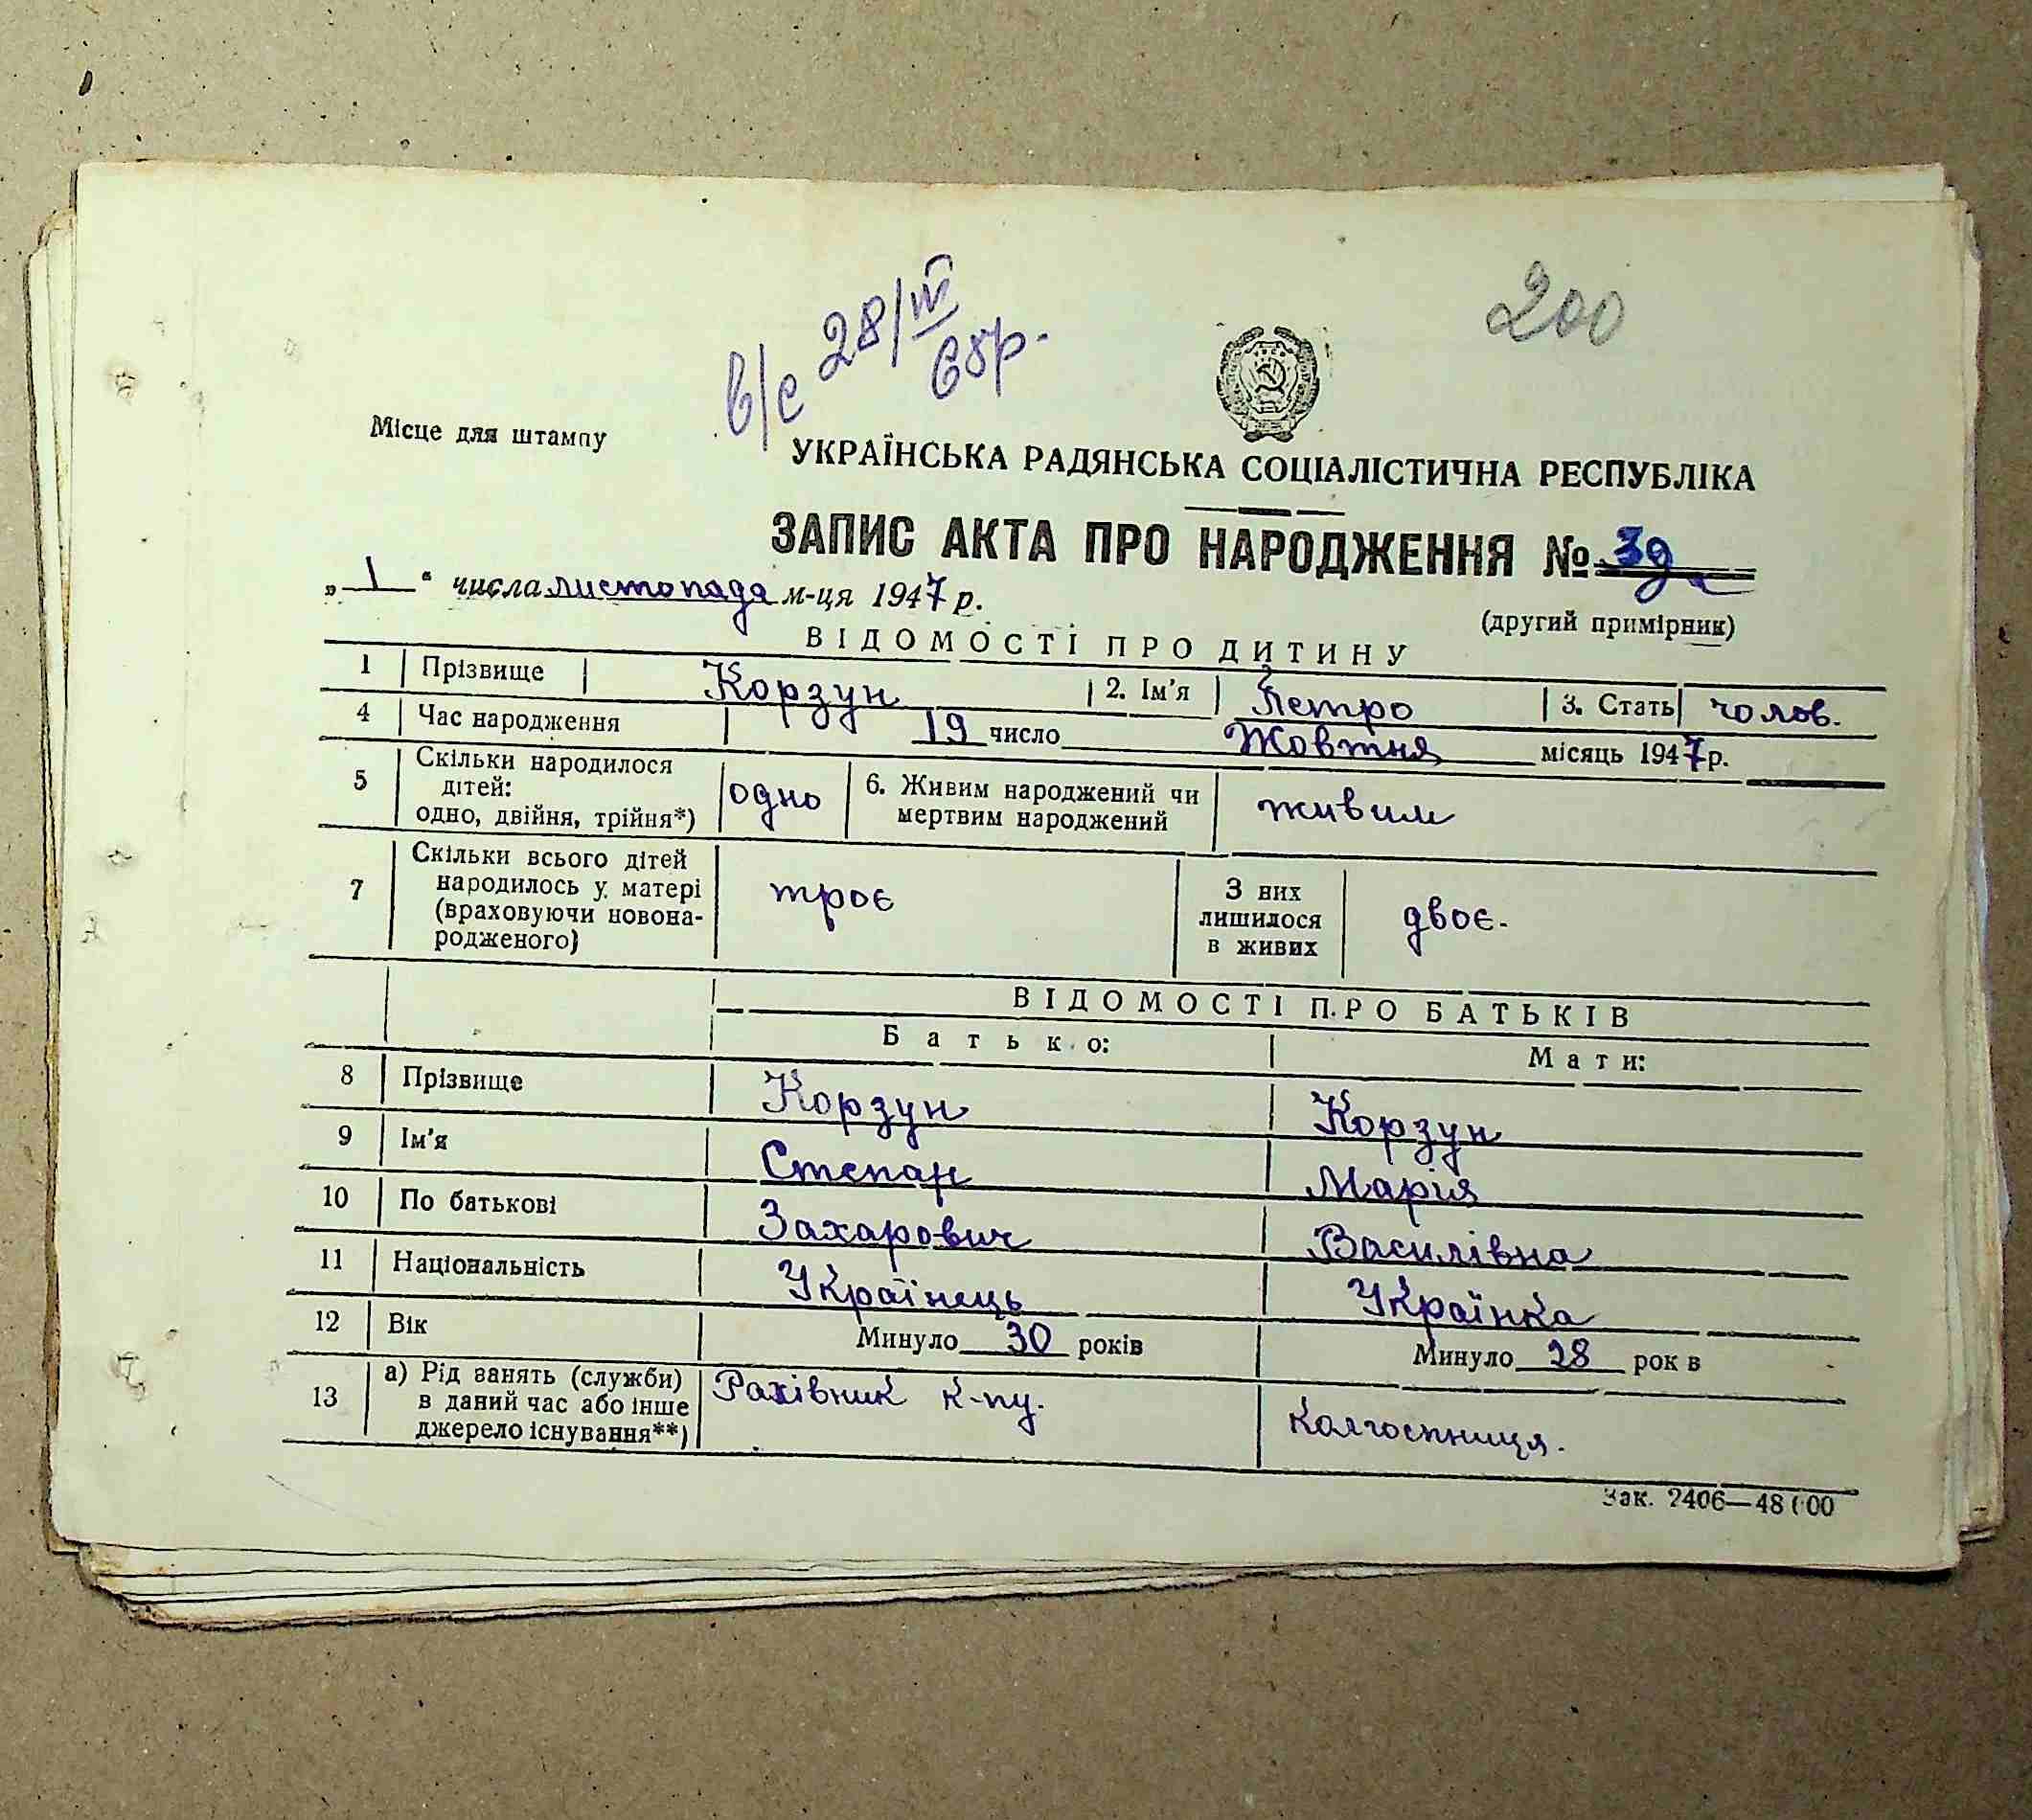 200
в/с 28/III 65р.
Місце для штампу
УКРАЇНСЬКА РАДЯНСЬКА СОЦІАЛІСТИЧНА РЕСПУБЛІКА
ЗАПИС АКТА ПРО НАРОДЖЕННЯ № 39
„1“ числа листопада м-ця 1947 р.
(другий примірник)
ВІДОМОСТІ ПРО ДИТИНУ
1 Прізвище Корзун 2. Ім'я Петро 3. Стать чолов.
4 Час народження 19 число Жовтня місяць 1947 р.
5 Скільки народилося дітей: одно, двійня, трійня*) одно 6. Живим народжений чи мертвим народжений живим
7 Скільки всього дітей народилось у матері (враховуючи новонародженого) троє З них лишилося в живих двоє.
ВІДОМОСТІ ПРО БАТЬКІВ
Батько: Мати:
8 Прізвище Корзун Корзун
9 Ім'я Степан Марія
10 По батькові Захарович Василівна
11 Національність Українець Українка
12 Вік Минуло 30 років Минуло 28 рок в
13 а) Рід занять (служби) в даний час або інше джерело існування**) Рахівник к-пу. Колгоспниця.
Зак. 2406—48000